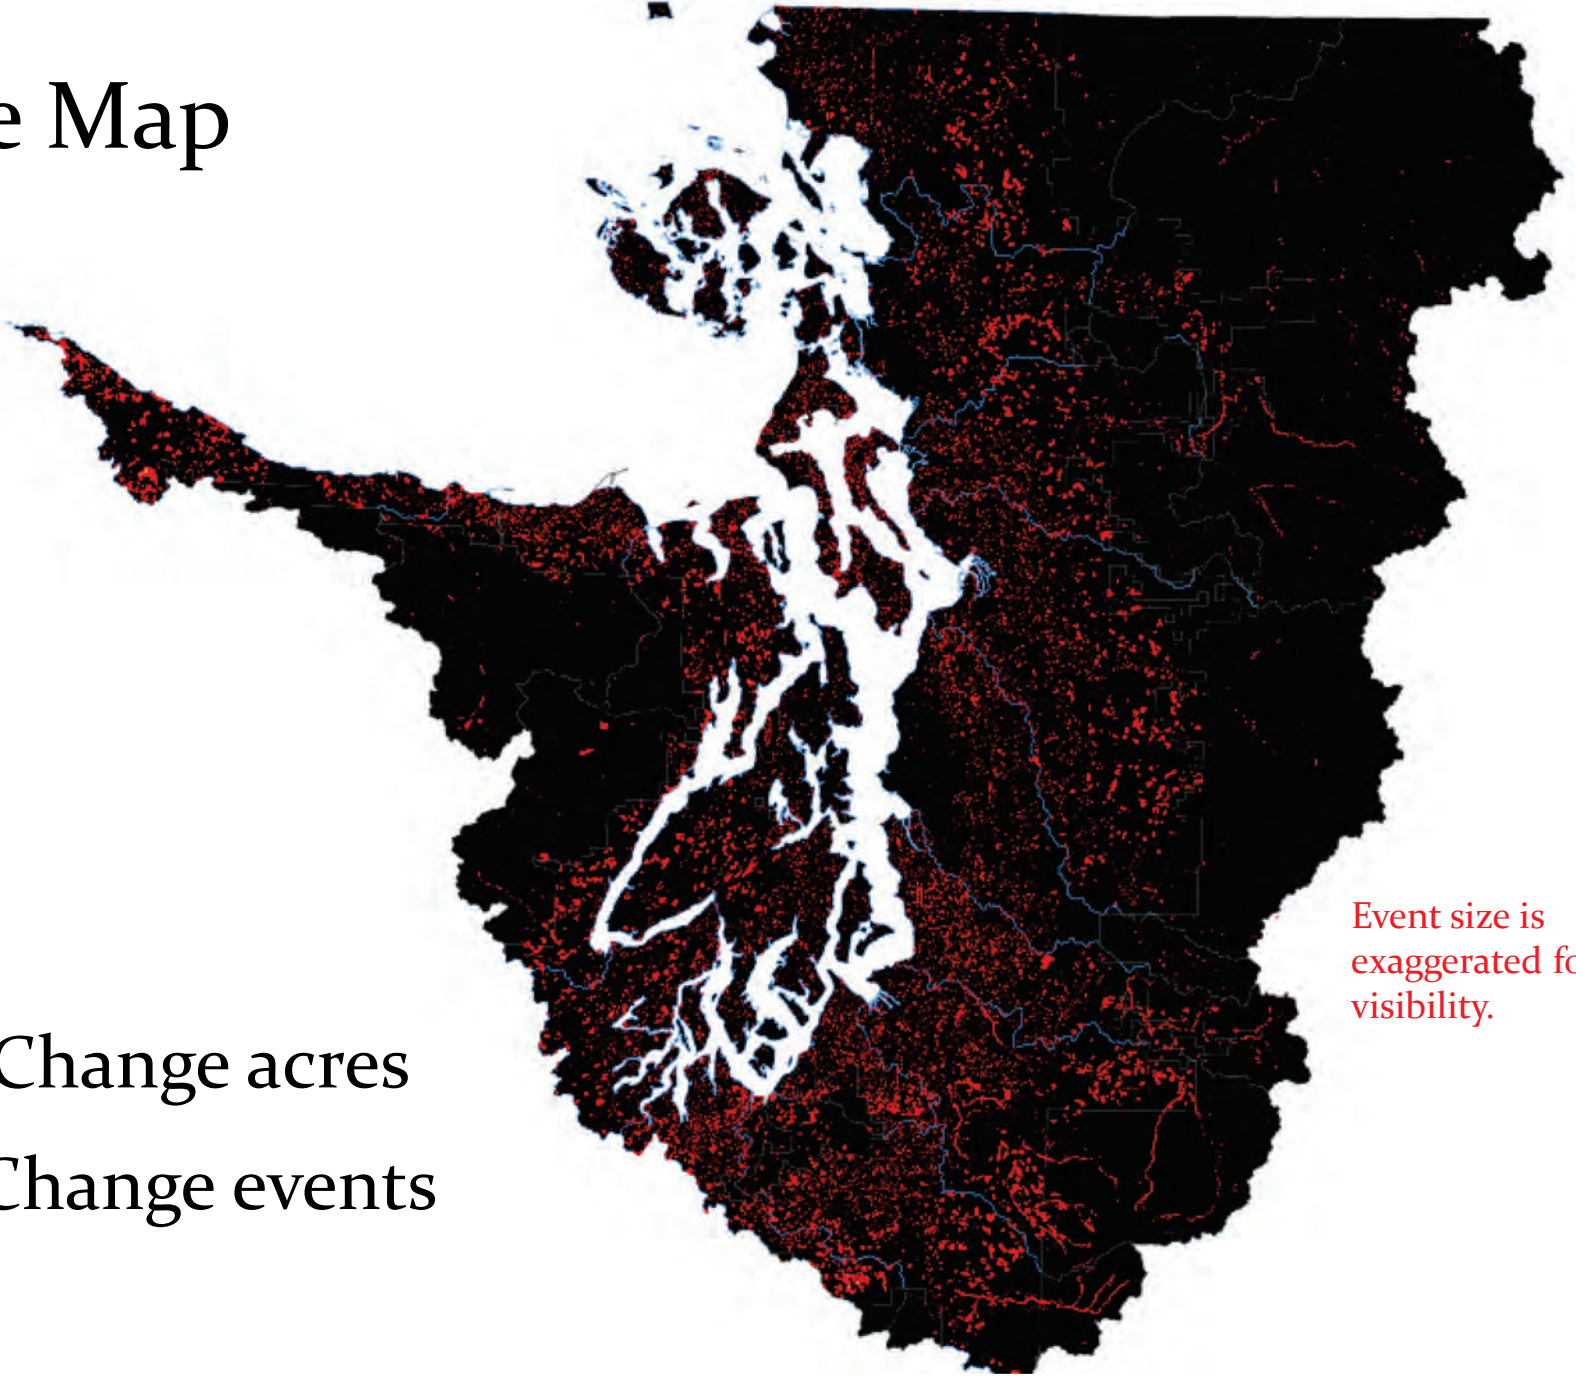 e Map
Event size is
exaggerated fo
visibility.
Change acres
Change events